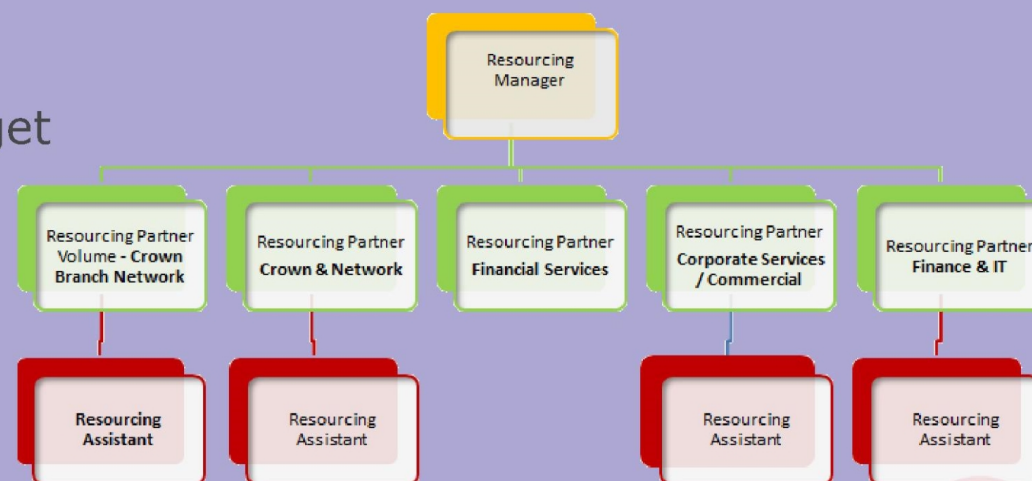 Resourcing
Manager
get
Resourcing Partner
Volume - Crown
Branch Network
Resourcing Partner
Crown & Network
Resourcing Partner
Financial Services
Resourcing Partner
Corporate Services
/ Commercial
Resourcing Partner
Finance & IT
Resourcing
Assistant
Resourcing
Assistant
Resourcing
Assistant
Resourcing
Assistant